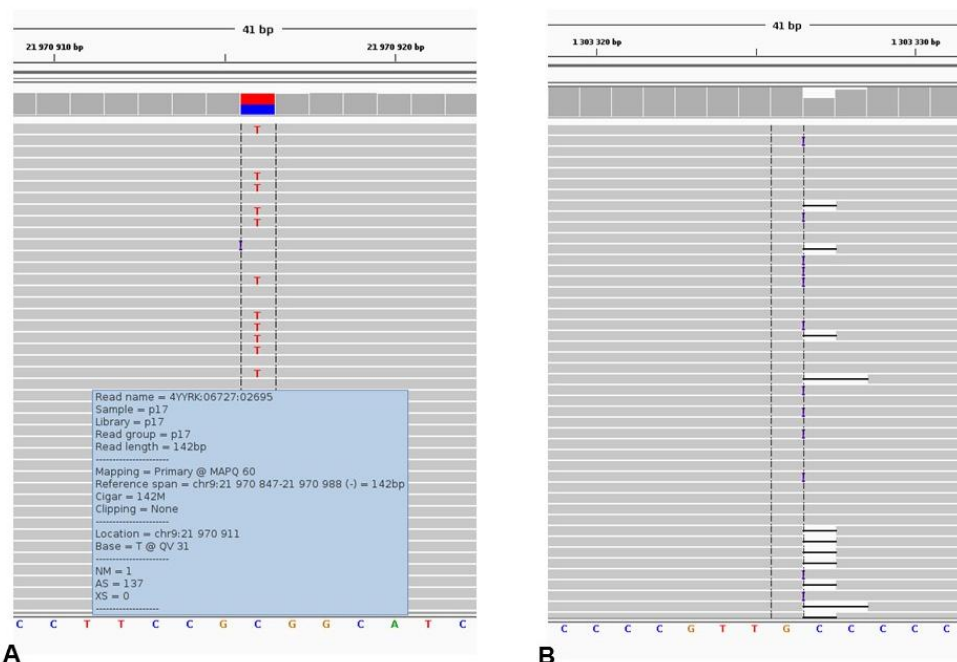 41 bp
21 970 910 bp 21 970 920 bp
T
T
T
T
T
I
T
T
T
T
T
T
Read name = 4YYRK:06727:02695
Sample = p17
Library = p17
Read group = p17
Read length = 142bp
----------------------
Mapping = Primary @ MAPQ 60
Reference span = chr9:21 970 847-21 970 988 (-) = 142bp
Cigar = 142M
Clipping = None
----------------------
Location = chr9:21 970 911
Base = T @ QV 31
----------------------
NM = 1
AS = 137
XS = 0
-------------------
C C T T C C G C G G C A T C
A
41 bp
1 303 320 bp 1 303 330 bp
I
I
I
I
I
I
I
I
I
I
I
I
C C C C G T T G C C C C C
B